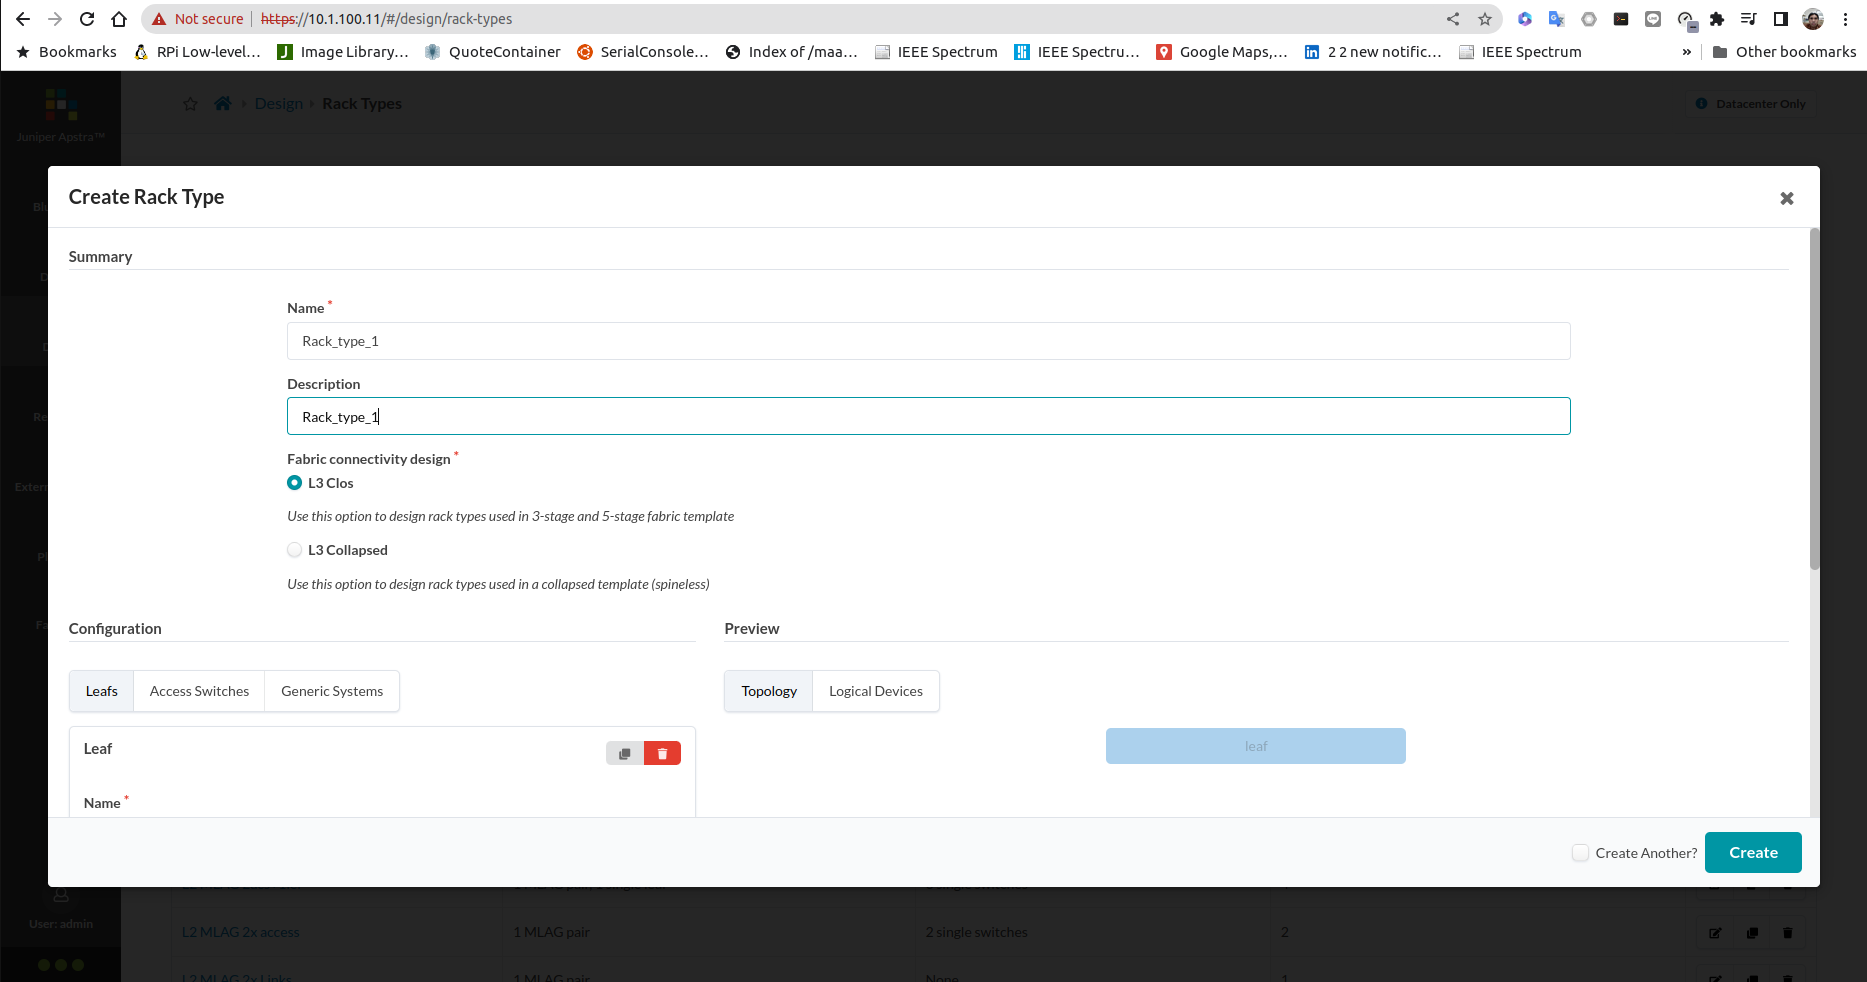 Not secure https://10.1.100.11/#/design/rack-types
Bookmarks RPi Low-level... Image Library... QuoteContainer SerialConsole... Index of /maa... IEEE Spectrum IEEE Spectru... Google Maps,... 2 2 new notific... IEEE Spectrum » Other bookmarks
Juniper Apstra™
Design Rack Types Datacenter Only
Create Rack Type
Summary
Name *
Rack_type_1
Description
Rack_type_1
Fabric connectivity design *
L3 Clos
Use this option to design rack types used in 3-stage and 5-stage fabric template
L3 Collapsed
Use this option to design rack types used in a collapsed template (spineless)
Configuration Preview
Leafs Access Switches Generic Systems Topology Logical Devices
Leaf leaf
Name *
Create Another? Create
User: admin
L2 MLAG 2x access 1 MLAG pair 2 single switches 2
L2 MLAG 2x Links 1 MLAG pair None 1